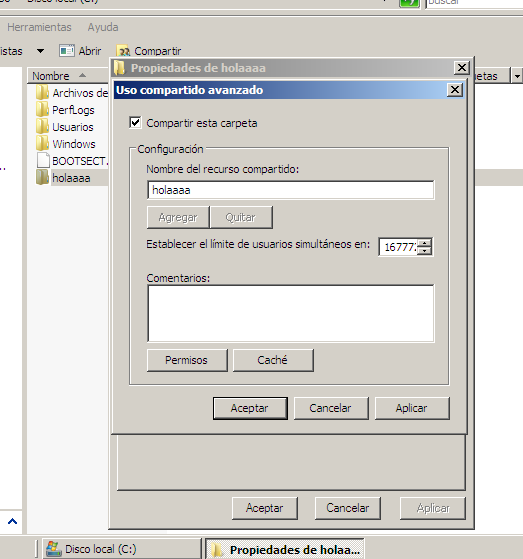 Disco local (C:)
Buscar
Herramientas Ayuda
istas Abrir Compartir
Nombre
etas
Propiedades de holaaaa
Uso compartido avanzado
Archivos de
PerfLogs
Usuarios
Windows
BOOTSECT.
holaaaa
Compartir esta carpeta
Configuración
Nombre del recurso compartido:
holaaaa
Agregar Quitar
Establecer el límite de usuarios simultáneos en: 16777
Comentarios:
Permisos Caché
Aceptar Cancelar Aplicar
Aceptar Cancelar Aplicar
Disco local (C:) Propiedades de holaa...